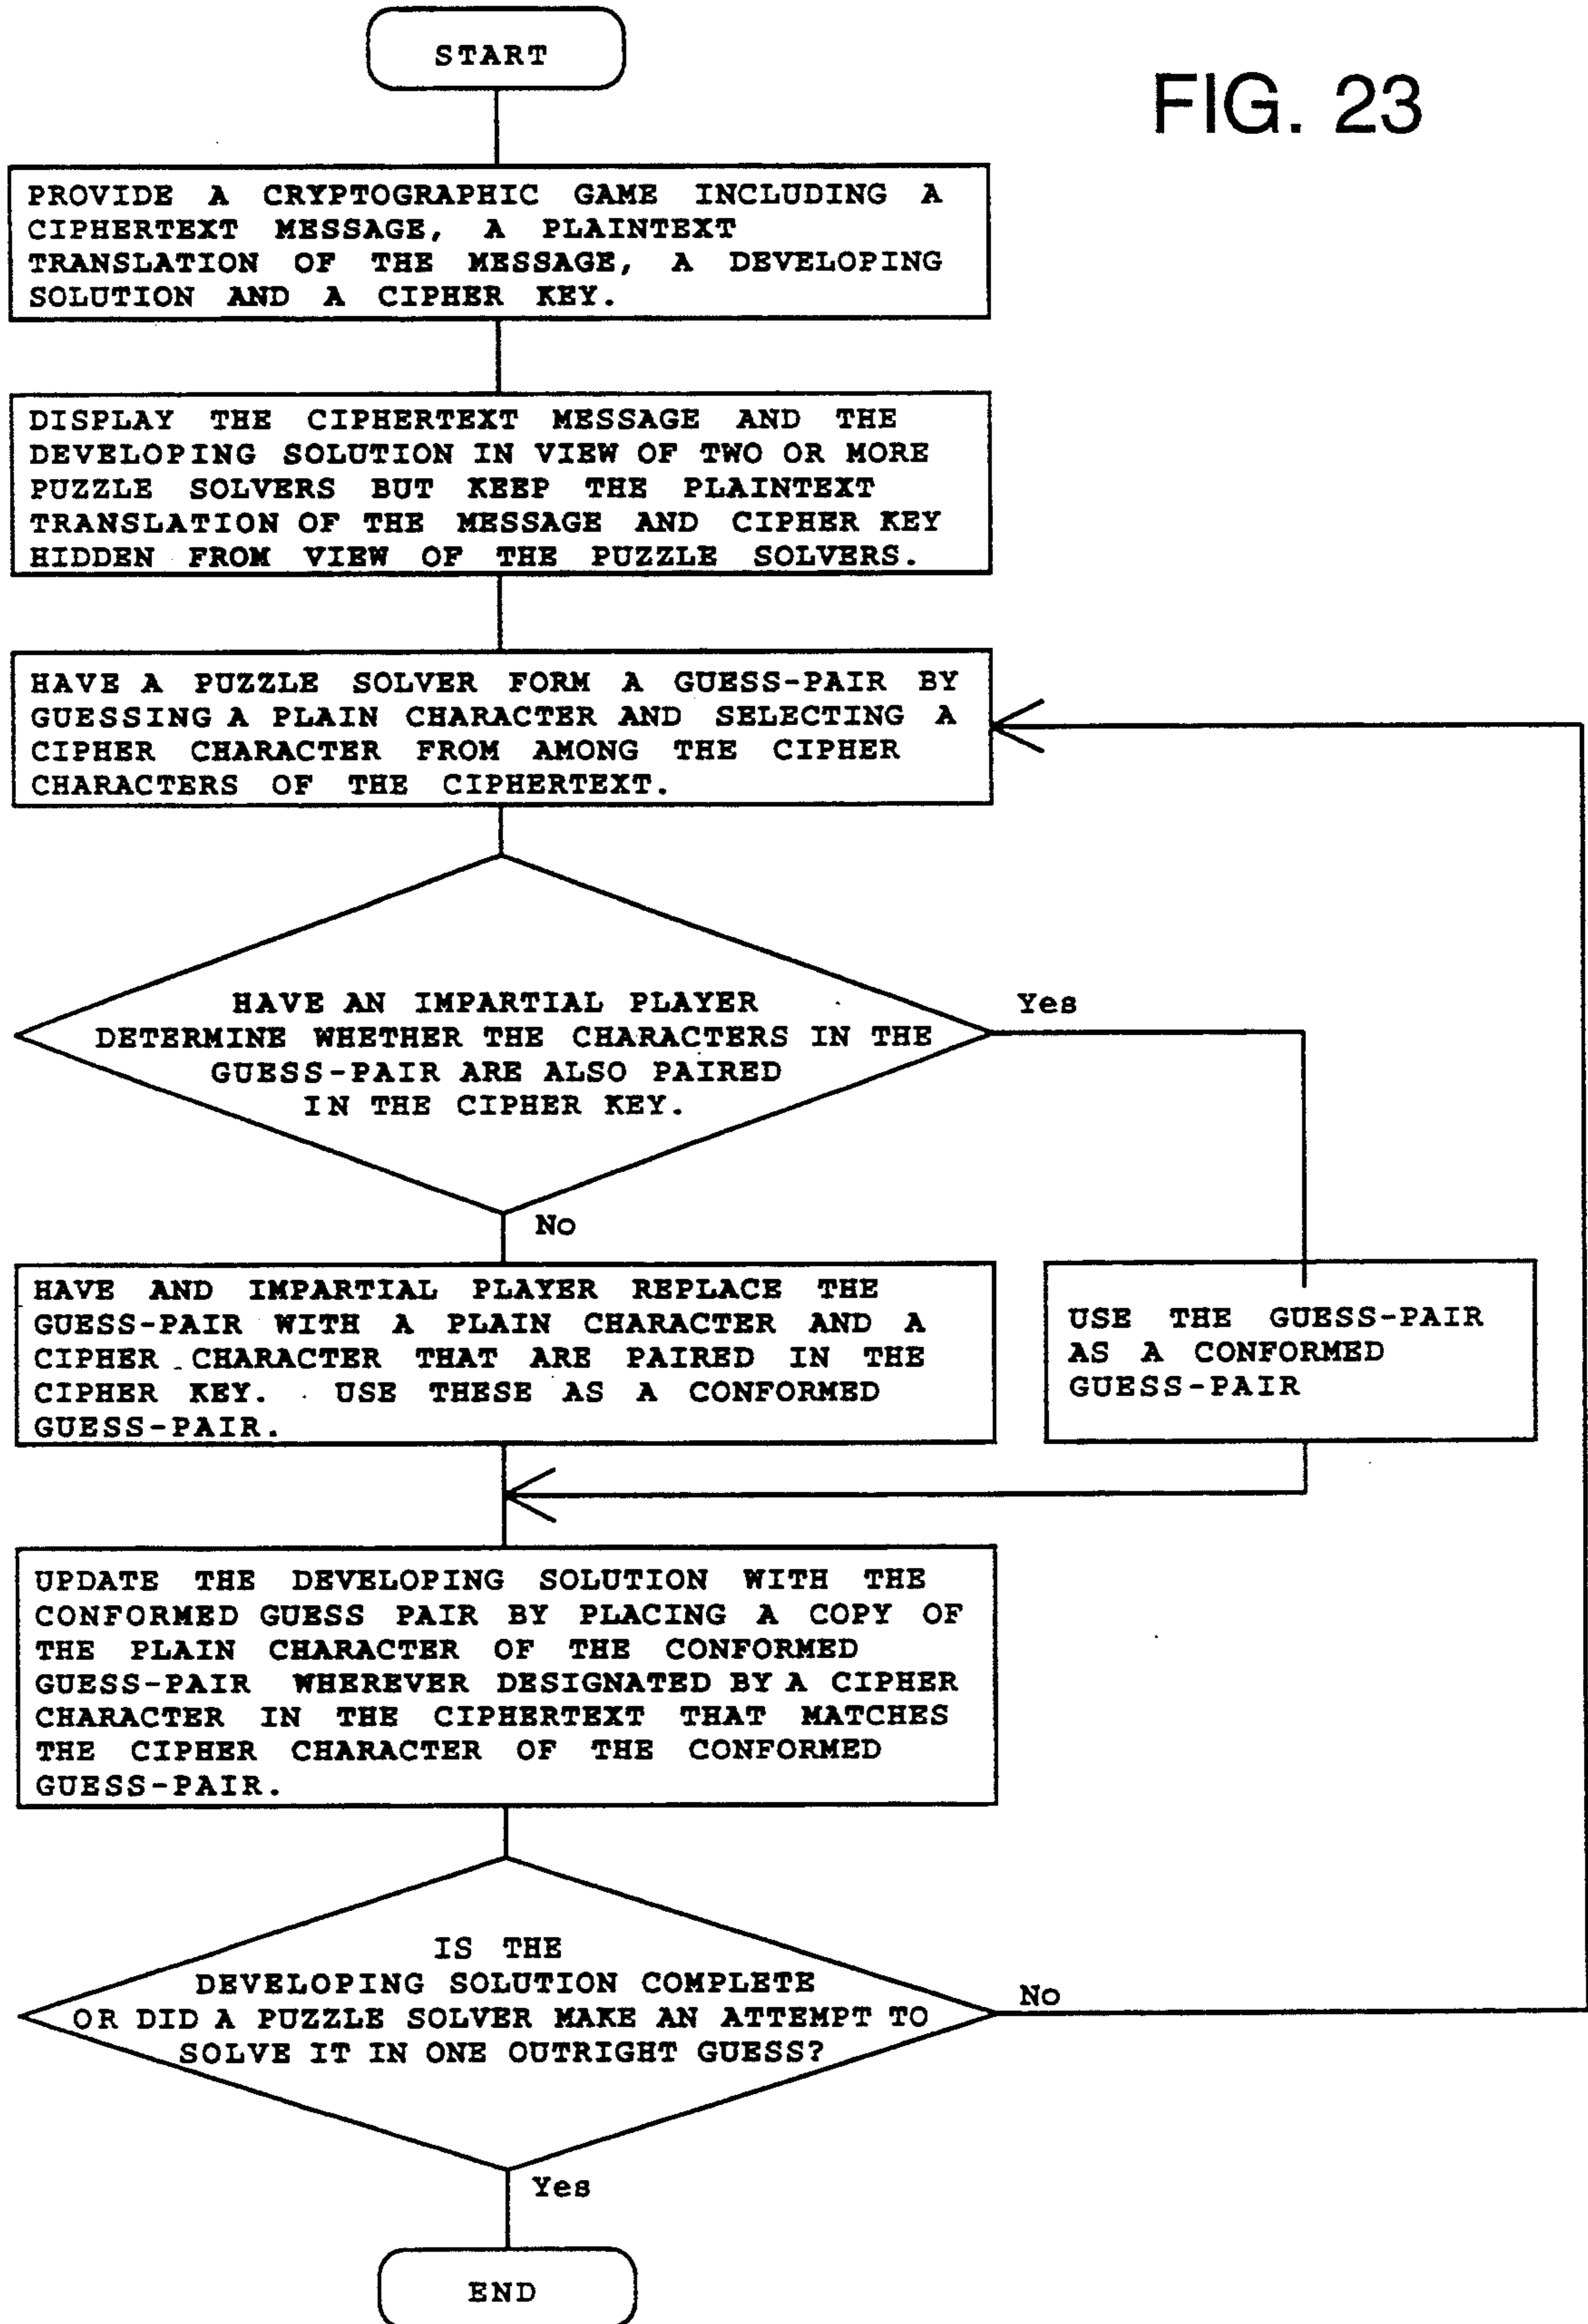 START
FIG. 23
PROVIDE A CRYPTOGRAPHIC GAME INCLUDING A
CIPHERTEXT MESSAGE, A PLAINTEXT
TRANSLATION OF THE MESSAGE, A DEVELOPING
SOLUTION AND A CIPHER KEY.
DISPLAY THE CIPHERTEXT MESSAGE AND THE
DEVELOPING SOLUTION IN VIEW OF TWO OR MORE
PUZZLE SOLVERS BUT KEEP THE PLAINTEXT
TRANSLATION OF THE MESSAGE AND CIPHER KEY
HIDDEN FROM VIEW OF THE PUZZLE SOLVERS.
HAVE A PUZZLE SOLVER FORM A GUESS-PAIR BY
GUESSING A PLAIN CHARACTER AND SELECTING A
CIPHER CHARACTER FROM AMONG THE CIPHER
CHARACTERS OF THE CIPHERTEXT.
HAVE AN IMPARTIAL PLAYER
DETERMINE WHETHER THE CHARACTERS IN THE
GUESS-PAIR ARE ALSO PAIRED
IN THE CIPHER KEY.
Yes
No
HAVE AND IMPARTIAL PLAYER REPLACE THE
GUESS-PAIR WITH A PLAIN CHARACTER AND A
CIPHER CHARACTER THAT ARE PAIRED IN THE
CIPHER KEY. USE THESE AS A CONFORMED
GUESS-PAIR.
USE THE GUESS-PAIR
AS A CONFORMED
GUESS-PAIR
UPDATE THE DEVELOPING SOLUTION WITH THE
CONFORMED GUESS PAIR BY PLACING A COPY OF
THE PLAIN CHARACTER OF THE CONFORMED
GUESS-PAIR WHEREVER DESIGNATED BY A CIPHER
CHARACTER IN THE CIPHERTEXT THAT MATCHES
THE CIPHER CHARACTER OF THE CONFORMED
GUESS-PAIR.
IS THE
DEVELOPING SOLUTION COMPLETE
OR DID A PUZZLE SOLVER MAKE AN ATTEMPT TO
SOLVE IT IN ONE OUTRIGHT GUESS?
No
Yes
END